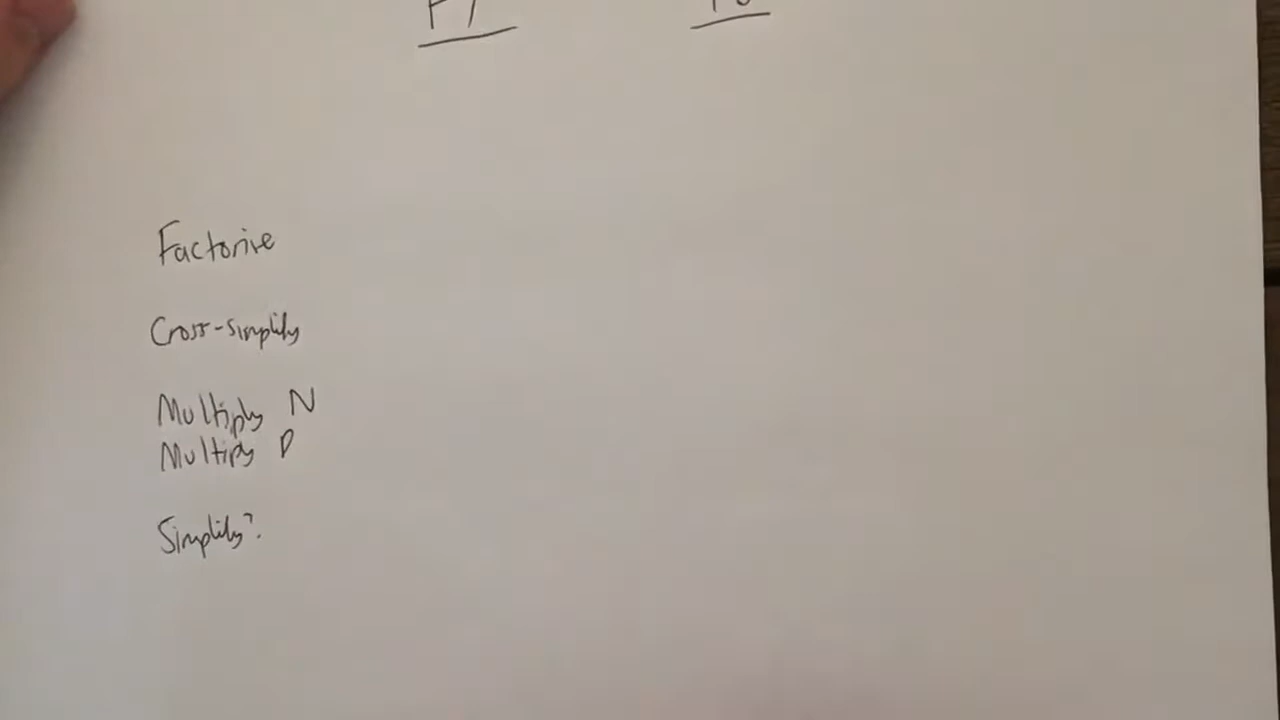 Factorise
Cross-simplify
Multiply N
Multiply D
Simplify?